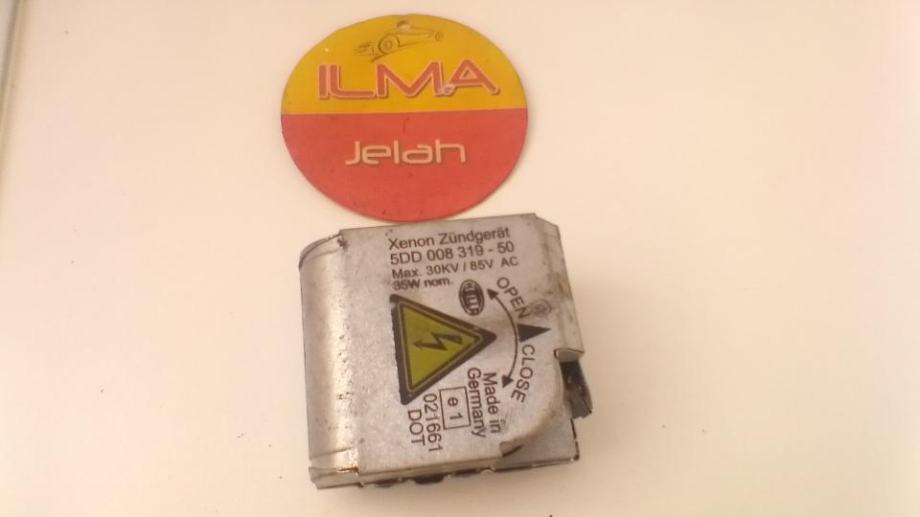 ILMA
Jelah
Xenon Zündgerät
5DD 008 319 - 50
Max. 30KV / 85V AC
35W nom.
HELLA
OPEN
CLOSE
Made in
Germany
e 1
021661
DOT